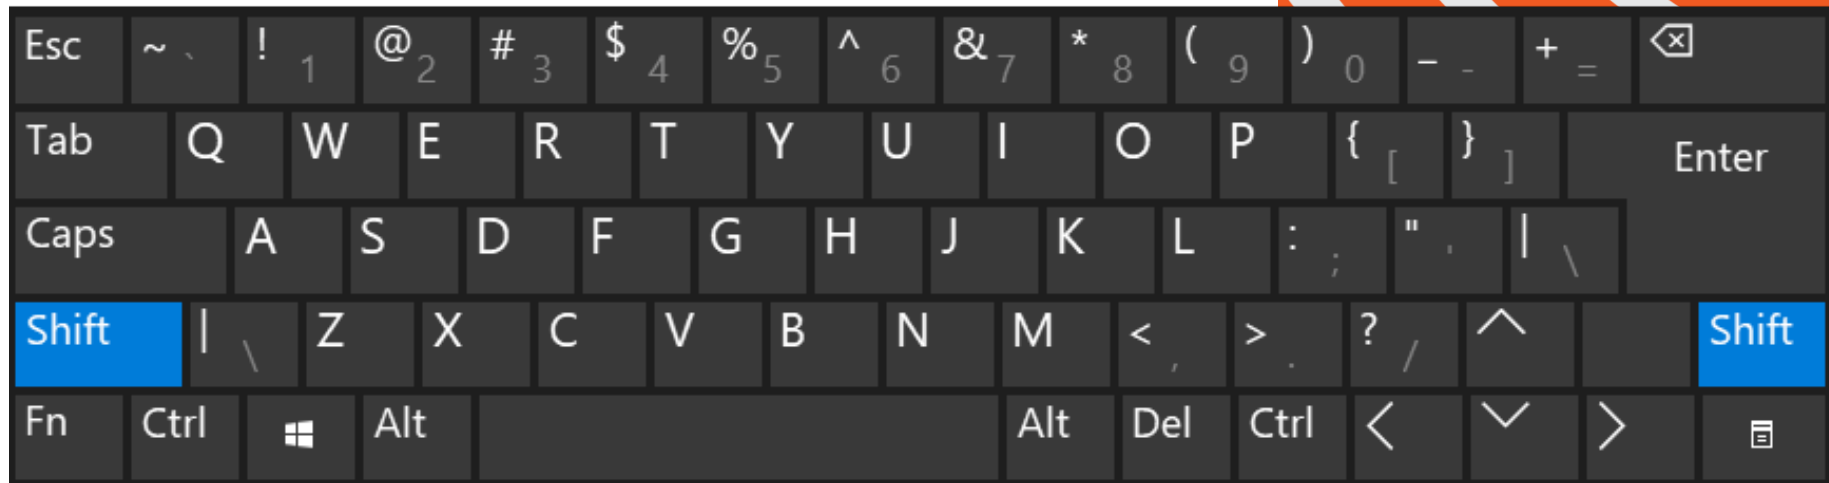 Esc ~ ` ! 1 @ 2 # 3 $ 4 % 5 ^ 6 & 7 * 8 ( 9 ) 0 _ - + =
Tab Q W E R T Y U I O P { [ } ] Enter
Caps A S D F G H J K L : ; " ' | \
Shift | \ Z X C V B N M < , > . ? / Shift
Fn Ctrl Alt Alt Del Ctrl